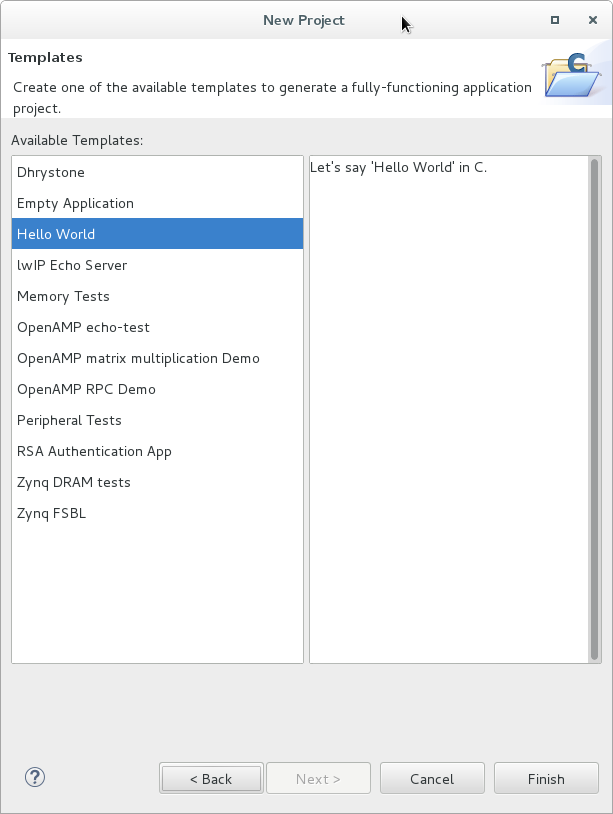 New Project
Templates
Create one of the available templates to generate a fully-functioning application
project.
C
Available Templates:
Dhrystone
Empty Application
Hello World
lwIP Echo Server
Memory Tests
OpenAMP echo-test
OpenAMP matrix multiplication Demo
OpenAMP RPC Demo
Peripheral Tests
RSA Authentication App
Zynq DRAM tests
Zynq FSBL
Let's say 'Hello World' in C.
?
< Back
Next >
Cancel
Finish